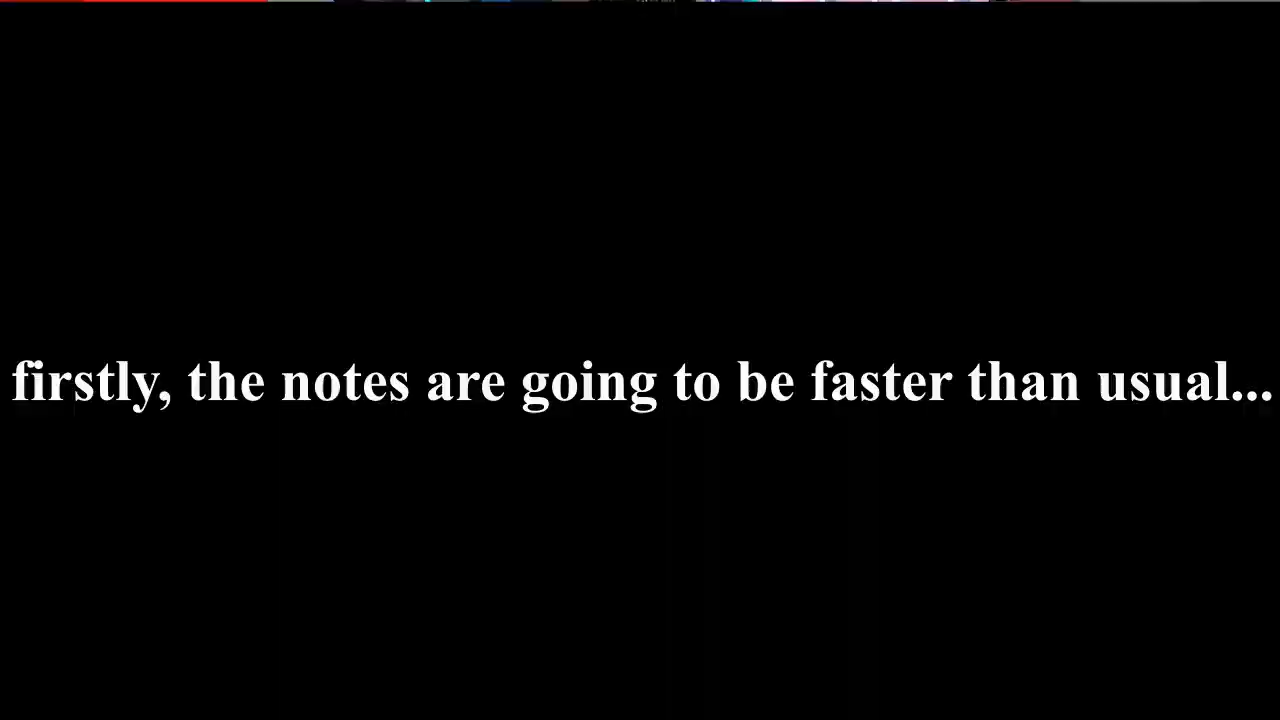 firstly, the notes are going to be faster than usual...